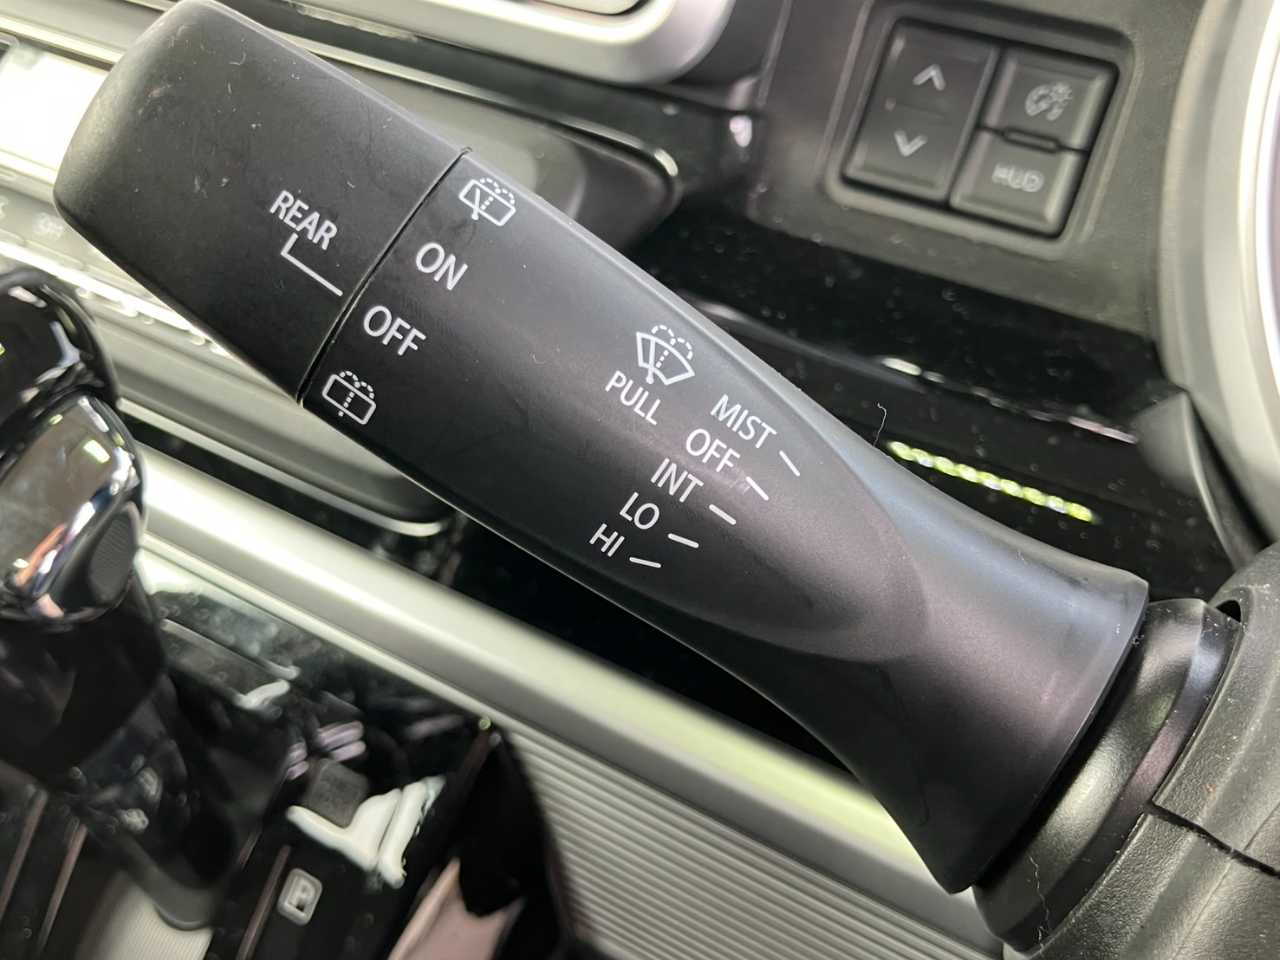 HUD
REAR
ON
OFF
PULL
MIST
OFF
INT
LO
HI
P